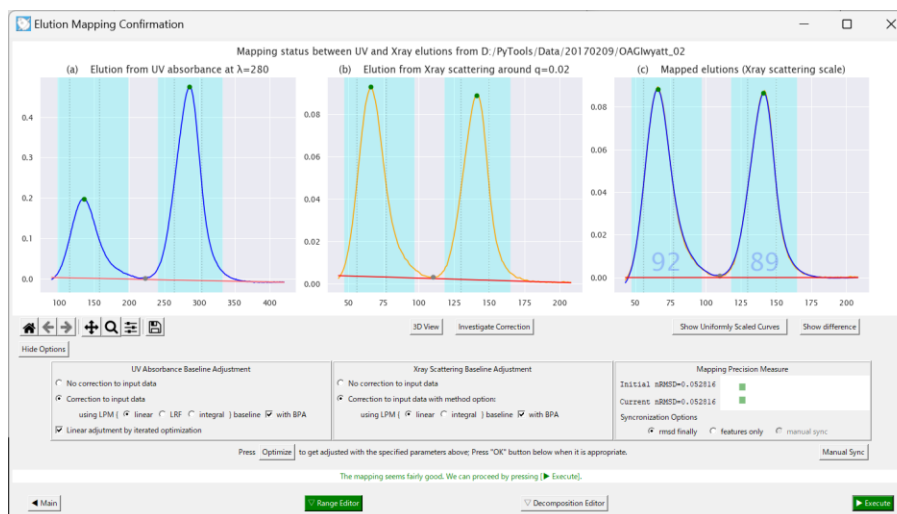 Elution Mapping Confirmation
Mapping status between UV and Xray elutions from D:/PyTools/Data/20170209/OAGIwyatt_02
(a) Elution from UV absorbance at λ=280
(b) Elution from Xray scattering around q=0.02
(c) Mapped elutions (Xray scattering scale)
0.4
0.3
0.2
0.1
0.0
100 150 200 250 300 350 400
0.08
0.06
0.04
0.02
0.00
50 75 100 125 150 175 200
0.08
0.06
0.04
0.02
0.00
92 89
50 75 100 125 150 175 200
3D View
Investigate Correction
Show Uniformly Scaled Curves
Show difference
Hide Options
UV Absorbance Baseline Adjustment
No correction to input data
Correction to input data
using LPM ( linear LRF integral ) baseline with BPA
Linear adjutment by iterated optimization
Xray Scattering Baseline Adjustment
No correction to input data
Correction to input data with method option:
using LPM ( linear integral ) baseline with BPA
Mapping Precision Measure
Initial nRMSD=0.052816
Current nRMSD=0.052816
Syncronization Options
rmsd finally features only manual sync
Press Optimize to get adjusted with the specified parameters above; Press "OK" button below when it is appropriate.
Manual Sync
The mapping seems fairly good. We can proceed by pressing [▶ Execute].
◀ Main
▽ Range Editor
▽ Decomposition Editor
▶ Execute